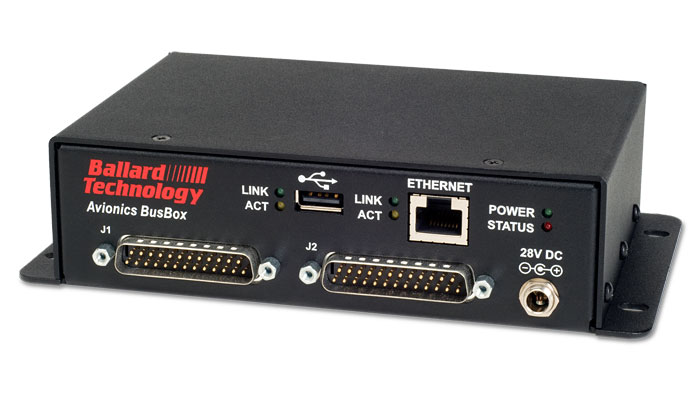 Ballard
Technology
Avionics BusBox
LINK
ACT
LINK
ACT
ETHERNET
POWER
STATUS
J1
J2
28V DC